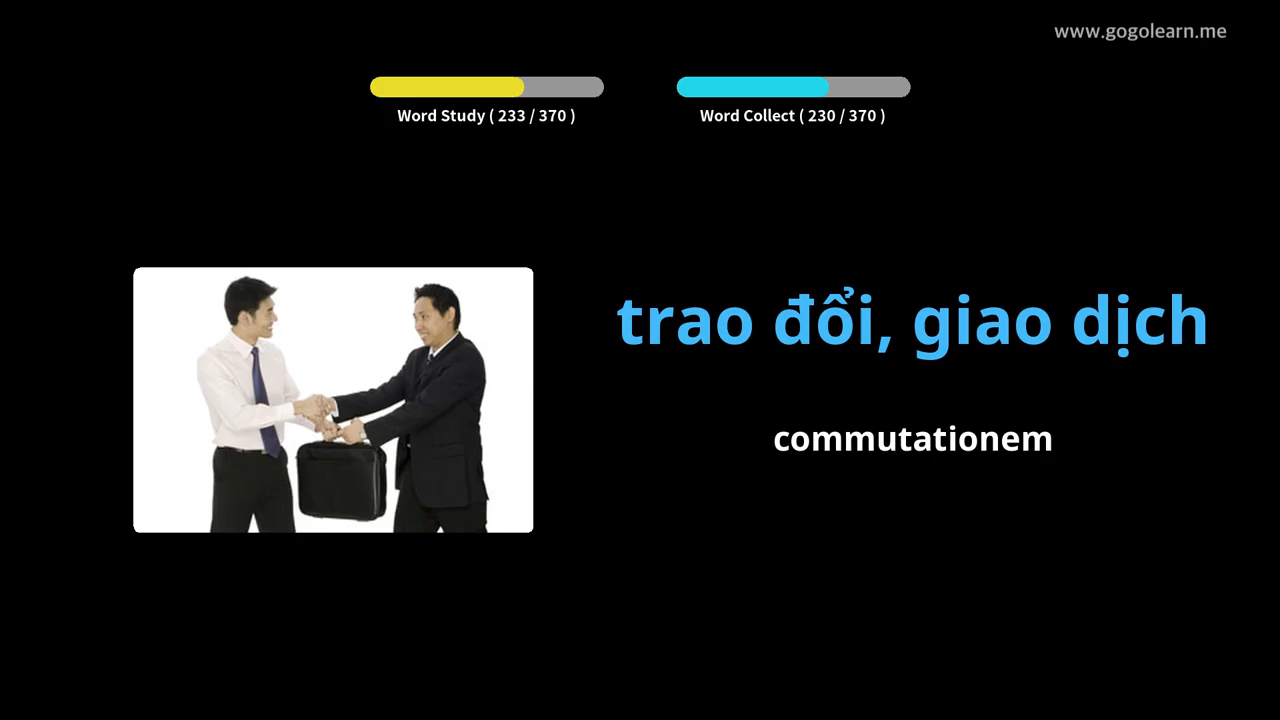 www.gogolearn.me
Word Study ( 233 / 370 )
Word Collect ( 230 / 370 )
trao đổi, giao dịch
commutationem